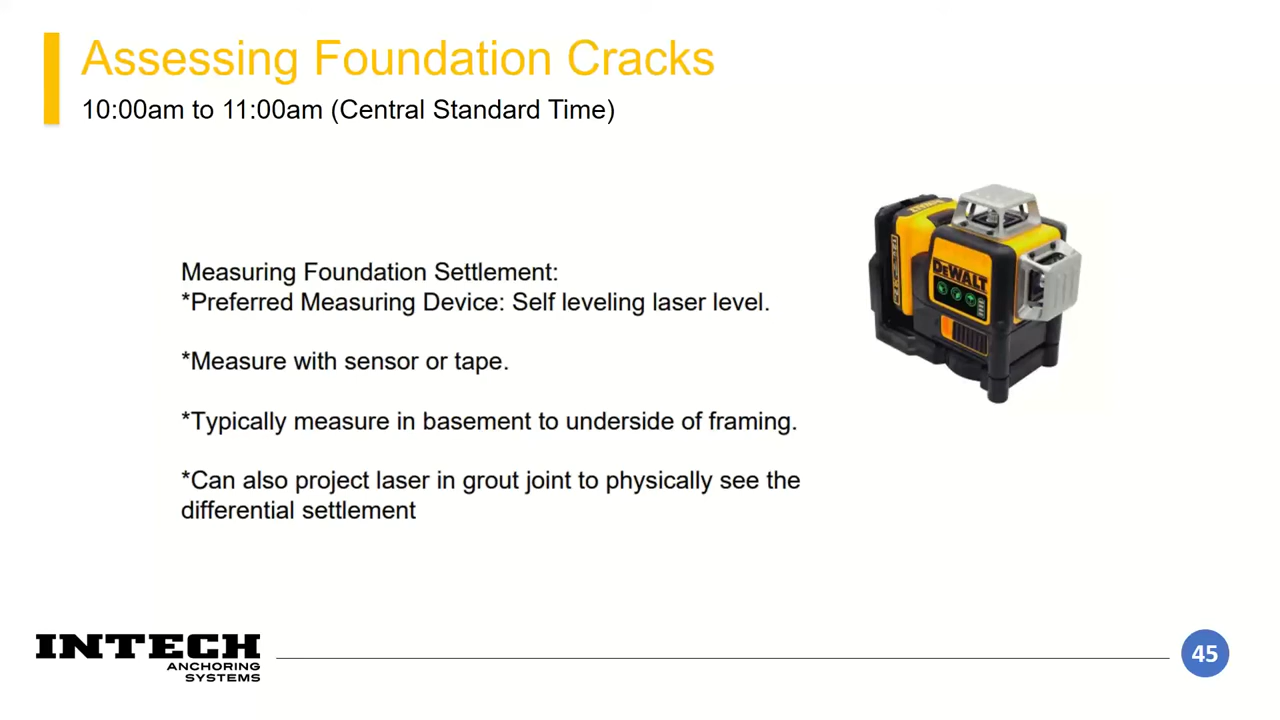 Assessing Foundation Cracks
10:00am to 11:00am (Central Standard Time)
Measuring Foundation Settlement:
*Preferred Measuring Device: Self leveling laser level.
*Measure with sensor or tape.
*Typically measure in basement to underside of framing.
*Can also project laser in grout joint to physically see the
differential settlement
DEWALT
INTECH
ANCHORING
SYSTEMS
45